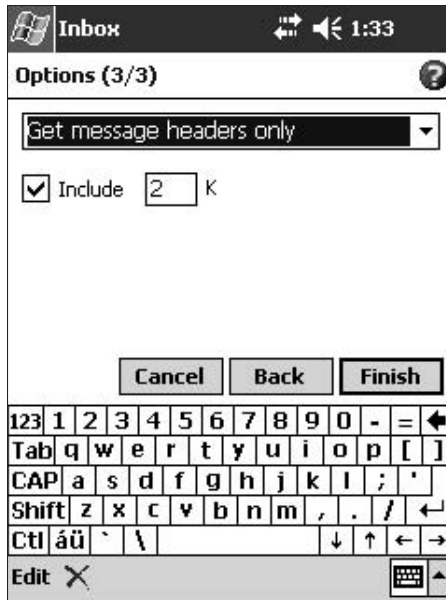 Inbox 1:33
Options (3/3) ?
Get message headers only
Include 2 K
Cancel Back Finish
123 1 2 3 4 5 6 7 8 9 0 - = ←
Tab q w e r t y u i o p [ ]
CAP a s d f g h j k l ; '
Shift z x c v b n m , . / ↵
Ctl áü ` \ ↓ ↑ ← →
Edit